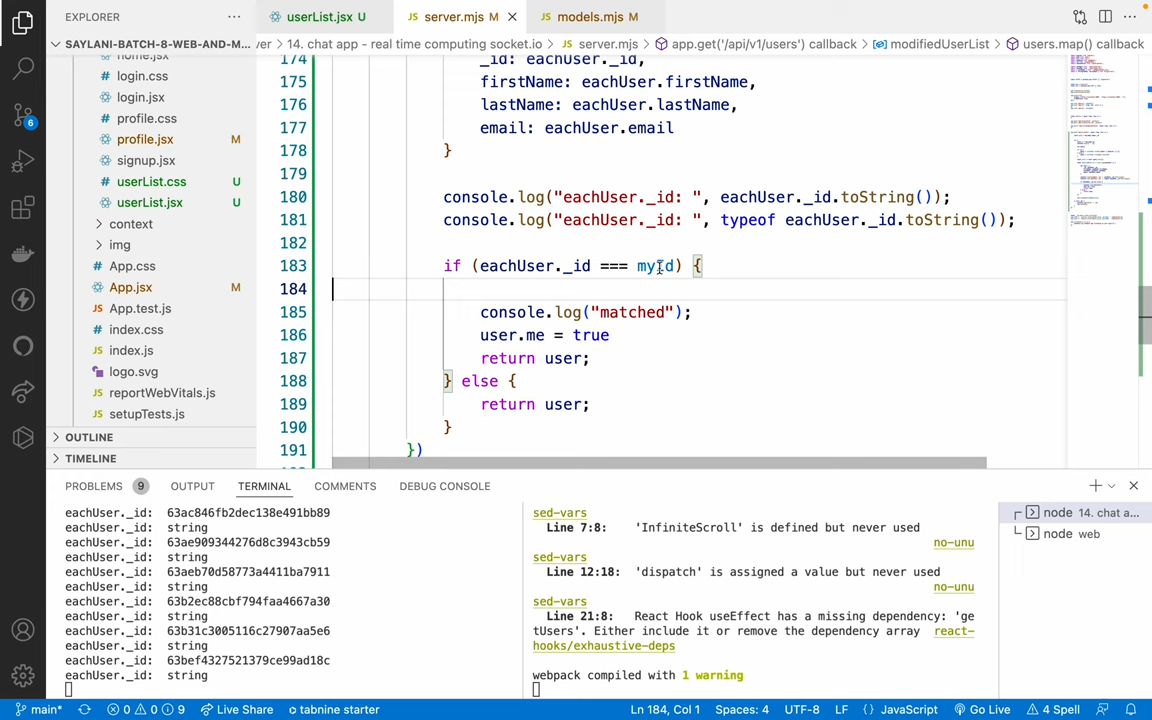 EXPLORER
userList.jsx U
JS server.mjs M
JS models.mjs M
SAYLANI-BATCH-8-WEB-AND-M...
ver > 14. chat app - real time computing socket.io > JS server.mjs > app.get('/api/v1/users') callback > modifiedUserList > users.map() callback
home.jsx
login.css
login.jsx
profile.css
profile.jsx M
signup.jsx
userList.css U
userList.jsx U
context
img
App.css
App.jsx M
App.test.js
index.css
index.js
logo.svg
reportWebVitals.js
setupTests.js
OUTLINE
TIMELINE
174 _id: eachUser._id,
175 firstName: eachUser.firstName,
176 lastName: eachUser.lastName,
177 email: eachUser.email
178 }
179
180 console.log("eachUser._id: ", eachUser._id.toString());
181 console.log("eachUser._id: ", typeof eachUser._id.toString());
182
183 if (eachUser._id === myid) {
184
185 console.log("matched");
186 user.me = true
187 return user;
188 } else {
189 return user;
190 }
191 })
PROBLEMS 9 OUTPUT TERMINAL COMMENTS DEBUG CONSOLE
eachUser._id: 63ac846fb2dec138e491bb89
eachUser._id: string
eachUser._id: 63ae909344276d8c3943cb59
eachUser._id: string
eachUser._id: 63aeb70d58773a4411ba7911
eachUser._id: string
eachUser._id: 63b2ec88cbf794faa4667a30
eachUser._id: string
eachUser._id: 63b31c3005116c27907aa5e6
eachUser._id: string
eachUser._id: 63bef4327521379ce99ad18c
eachUser._id: string
sed-vars
Line 7:8: 'InfiniteScroll' is defined but never used
no-unu
sed-vars
Line 12:18: 'dispatch' is assigned a value but never used
no-unu
sed-vars
Line 21:8: React Hook useEffect has a missing dependency: 'ge
tUsers'. Either include it or remove the dependency array react-
hooks/exhaustive-deps
webpack compiled with 1 warning
node 14. chat a...
node web
6
main* 0 0 9 Live Share tabnine starter Ln 184, Col 1 Spaces: 4 UTF-8 LF {} JavaScript Go Live 4 Spell